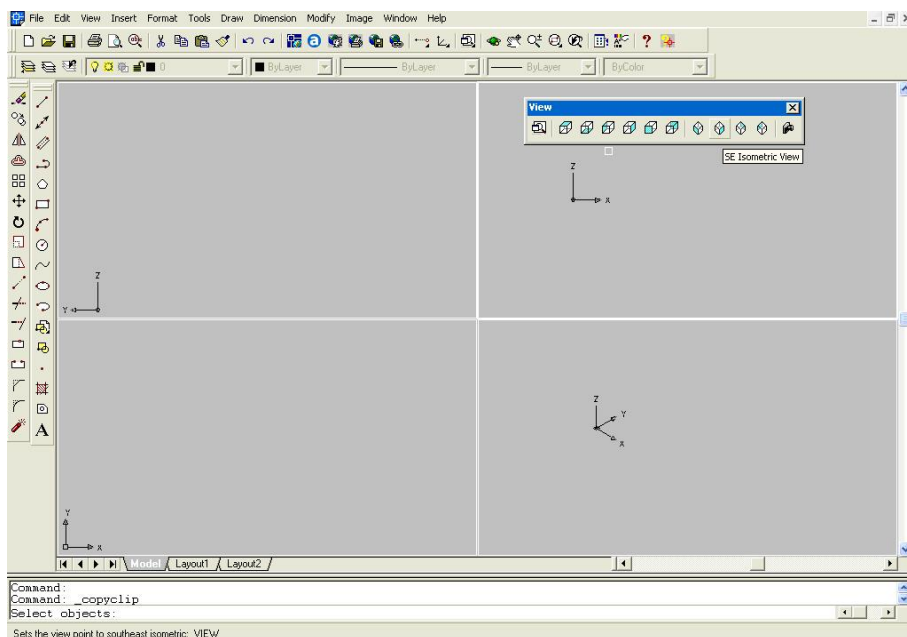 File Edit View Insert Format Tools Draw Dimension Modify Image Window Help
0 ByLayer ByLayer ByLayer ByColor
View
SE Isometric View
Z
X
Z
Y
Z
Y
X
Y
X
A
Model Layout1 Layout2
Command:
Command: _copyclip
Select objects:
Sets the view point to southeast isometric: VIEW